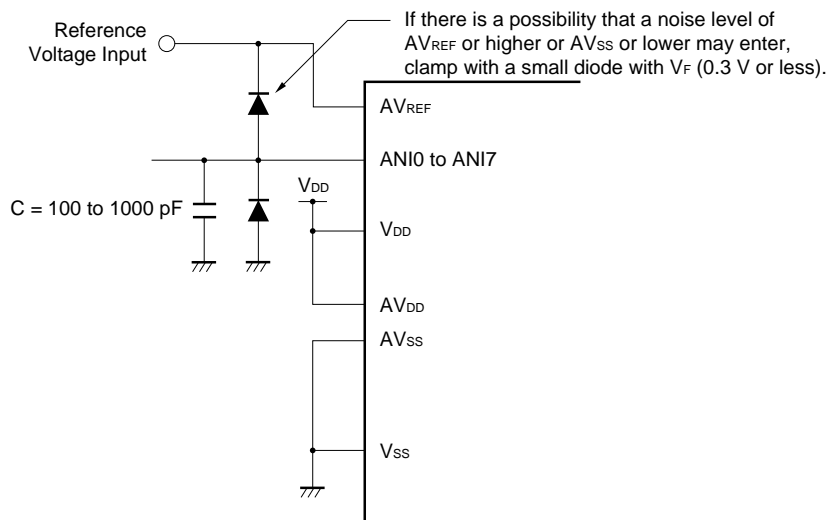 If there is a possibility that a noise level of
AVREF or higher or AVSS or lower may enter,
clamp with a small diode with VF (0.3 V or less).
Reference
Voltage Input
AVREF
ANI0 to ANI7
VDD
C = 100 to 1000 pF
VDD
AVDD
AVSS
VSS